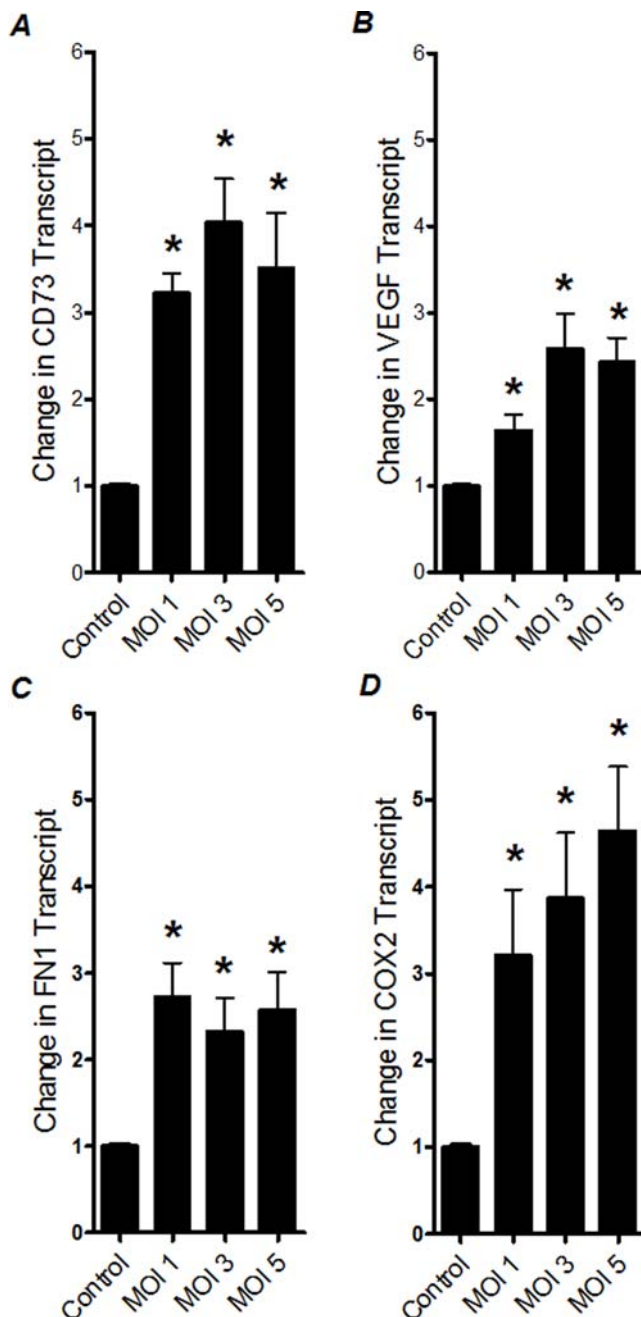 A
6
5
4
3
2
1
0
Change in CD73 Transcript
*
*
*
Control
MOI 1
MOI 3
MOI 5
B
6
5
4
3
2
1
0
Change in VEGF Transcript
*
*
*
Control
MOI 1
MOI 3
MOI 5
C
6
5
4
3
2
1
0
Change in FN1 Transcript
*
*
*
Control
MOI 1
MOI 3
MOI 5
D
6
5
4
3
2
1
0
Change in COX2 Transcript
*
*
*
Control
MOI 1
MOI 3
MOI 5